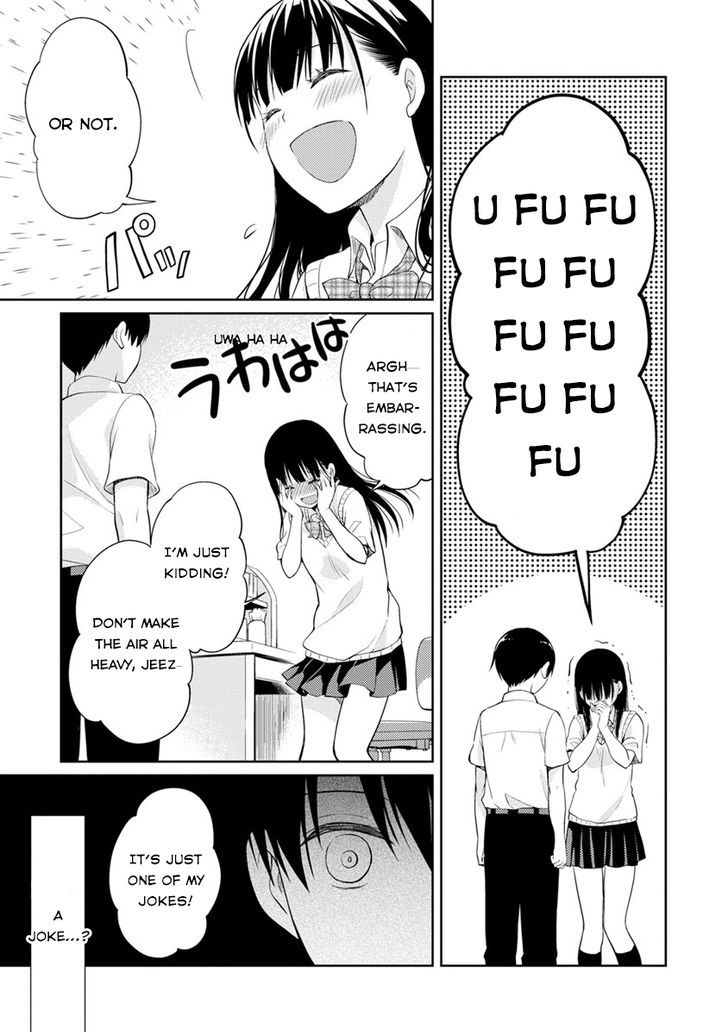 U FU FU
FU FU
FU FU
FU FU
FU
OR NOT.
パッ
UWA HA HA
うわははは
ARGH
THAT'S
EMBAR-
RASSING.
I'M JUST
KIDDING!
DON'T MAKE
THE AIR ALL
HEAVY, JEEZ
IT'S JUST
ONE OF MY
JOKES!
A
JOKE...?